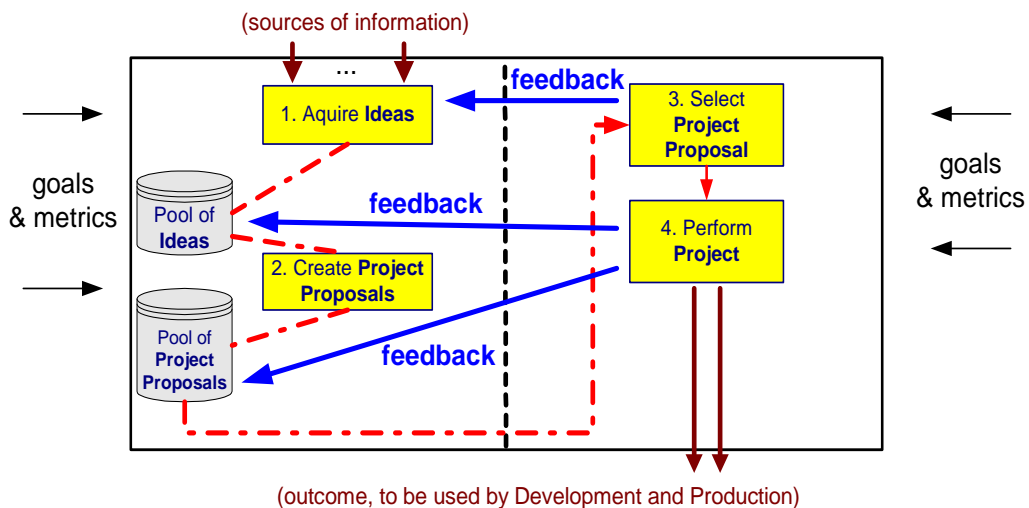 (sources of information)
...
feedback
1. Aquire Ideas
3. Select
Project
Proposal
goals
& metrics
Pool of
Ideas
feedback
4. Perform
Project
goals
& metrics
2. Create Project
Proposals
Pool of
Project
Proposals
feedback
(outcome, to be used by Development and Production)